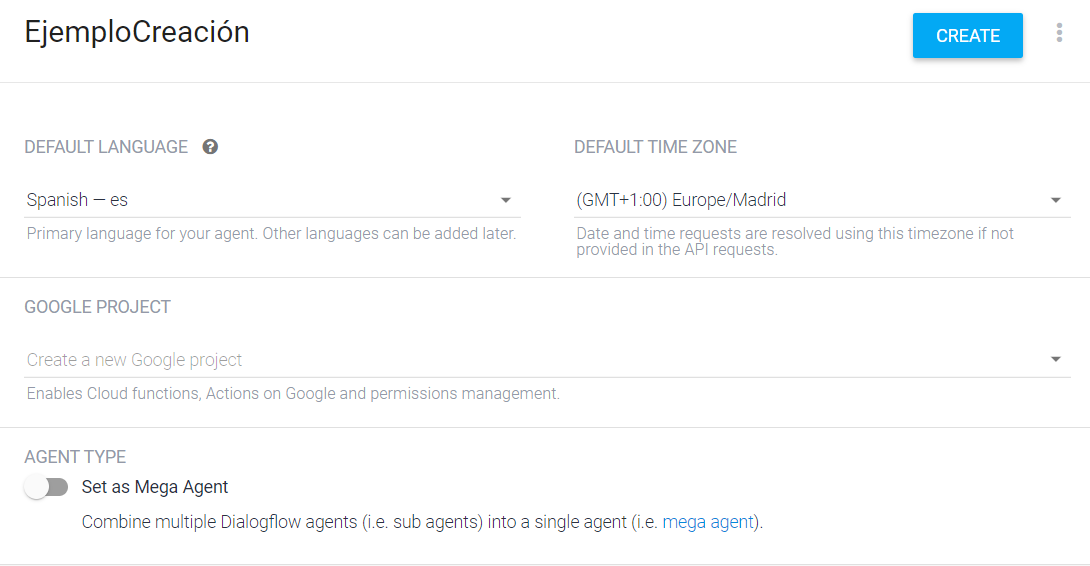 EjemploCreación
CREATE
DEFAULT LANGUAGE
DEFAULT TIME ZONE
Spanish — es
(GMT+1:00) Europe/Madrid
Primary language for your agent. Other languages can be added later.
Date and time requests are resolved using this timezone if not
provided in the API requests.
GOOGLE PROJECT
Create a new Google project
Enables Cloud functions, Actions on Google and permissions management.
AGENT TYPE
Set as Mega Agent
Combine multiple Dialogflow agents (i.e. sub agents) into a single agent (i.e. mega agent).